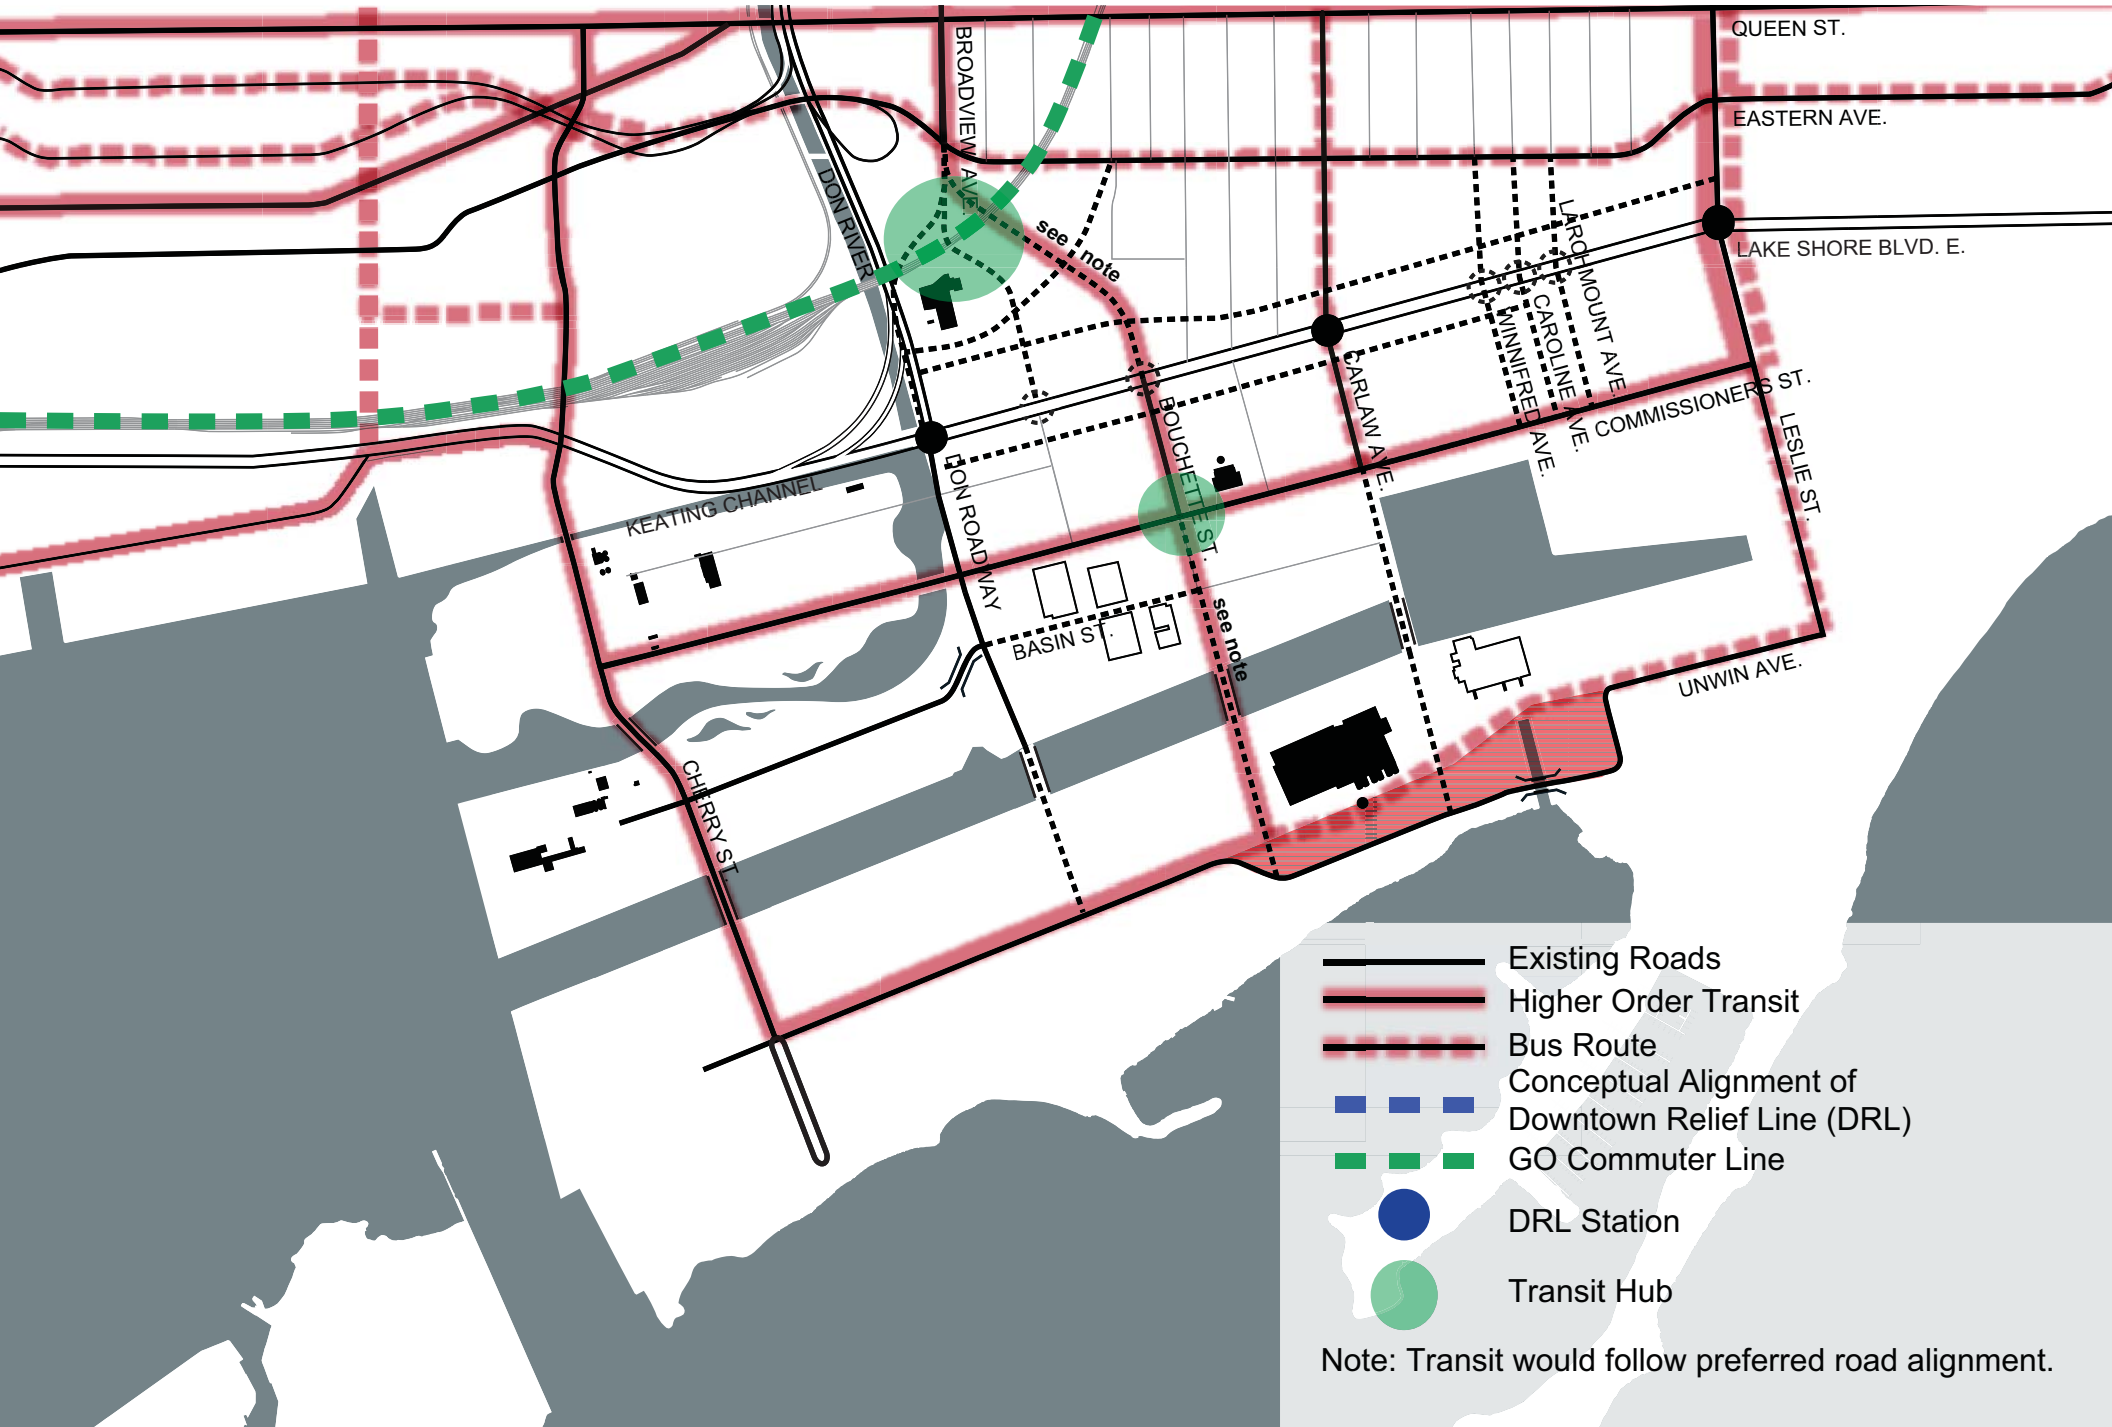 QUEEN ST.
BROADVIEW AVE.
EASTERN AVE.
DON RIVER
see note
LARCHMOUNT AVE.
LAKE SHORE BLVD. E.
WINNIFRED AVE.
CAROLINE AVE.
CARLAW AVE.
COMMISSIONERS ST.
BOUCHETTE ST.
LESLIE ST.
KEATING CHANNEL
DON ROADWAY
BASIN ST.
see note
UNWIN AVE.
CHERRY ST.
Existing Roads
Higher Order Transit
Bus Route
Conceptual Alignment of
Downtown Relief Line (DRL)
GO Commuter Line
DRL Station
Transit Hub
Note: Transit would follow preferred road alignment.